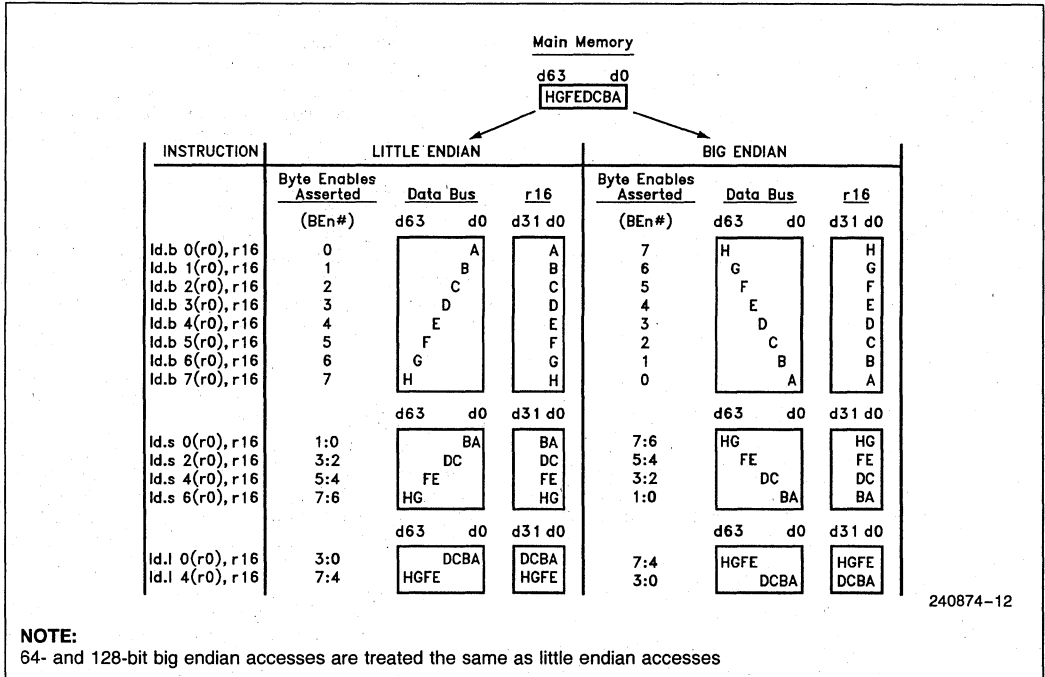 Main Memory
d63 d0
HGFEDCBA
INSTRUCTION LITTLE ENDIAN BIG ENDIAN
Byte Enables Byte Enables
Asserted Data Bus r16 Asserted Data Bus r16
(BEn#) d63 d0 d31 d0 (BEn#) d63 d0 d31 d0
ld.b 0(r0), r16 0 A A 7 H H
ld.b 1(r0), r16 1 B B 6 G G
ld.b 2(r0), r16 2 C C 5 F F
ld.b 3(r0), r16 3 D D 4 E E
ld.b 4(r0), r16 4 E E 3 D D
ld.b 5(r0), r16 5 F F 2 C C
ld.b 6(r0), r16 6 G G 1 B B
ld.b 7(r0), r16 7 H H 0 A A
d63 d0 d31 d0 d63 d0 d31 d0
ld.s 0(r0), r16 1:0 BA BA 7:6 HG HG
ld.s 2(r0), r16 3:2 DC DC 5:4 FE FE
ld.s 4(r0), r16 5:4 FE FE 3:2 DC DC
ld.s 6(r0), r16 7:6 HG HG 1:0 BA BA
d63 d0 d31 d0 d63 d0 d31 d0
ld.l 0(r0), r16 3:0 DCBA DCBA 7:4 HGFE HGFE
ld.l 4(r0), r16 7:4 HGFE HGFE 3:0 DCBA DCBA
240874–12
NOTE:
64- and 128-bit big endian accesses are treated the same as little endian accesses